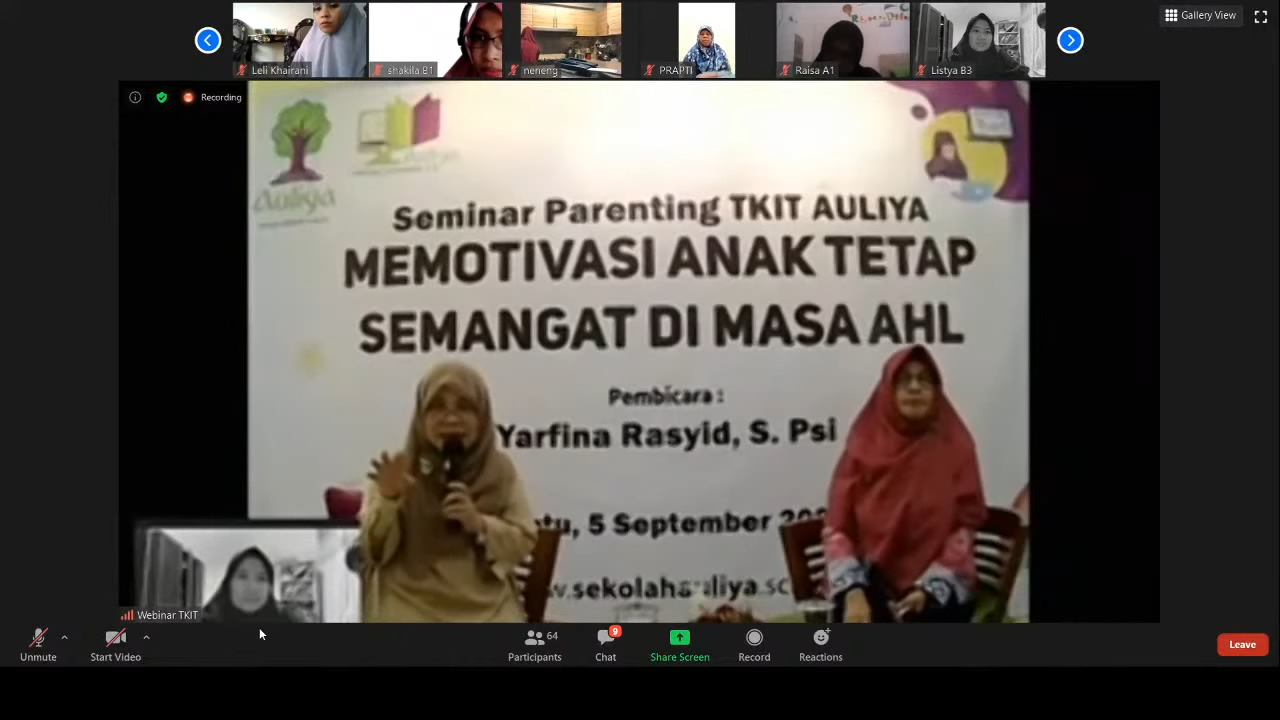 Gallery View
Leli Khairani
shakila B1
neneng
PRAPTI
Raisa A1
Listya B3
Recording
Auliya
Seminar Parenting TKIT AULIYA
MEMOTIVASI ANAK TETAP
SEMANGAT DI MASA AHL
Pembicara :
Yarfina Rasyid, S. Psi
5 September
Webinar TKIT
Unmute
Start Video
64
Participants
9
Chat
Share Screen
Record
Reactions
Leave